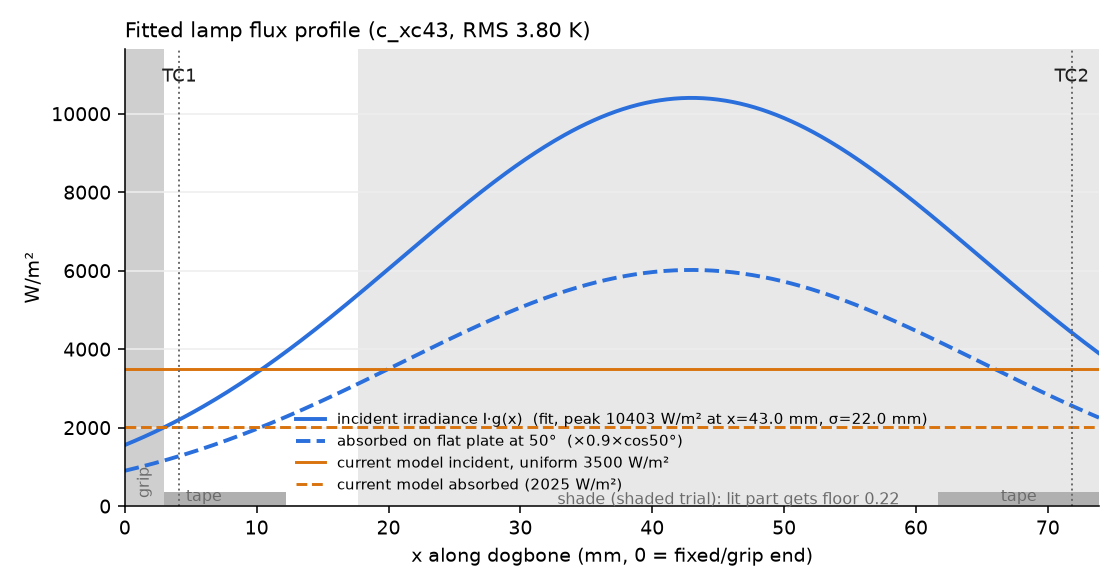 Fitted lamp flux profile (c_xc43, RMS 3.80 K)
TC1
TC2
10000
8000
6000
4000
2000
0
W/m²
incident irradiance I·g(x)  (fit, peak 10403 W/m² at x=43.0 mm, σ=22.0 mm)
absorbed on flat plate at 50°  (×0.9×cos50°)
current model incident, uniform 3500 W/m²
current model absorbed (2025 W/m²)
grip
tape
shade (shaded trial): lit part gets floor 0.22
tape
0 10 20 30 40 50 60 70
x along dogbone (mm, 0 = fixed/grip end)